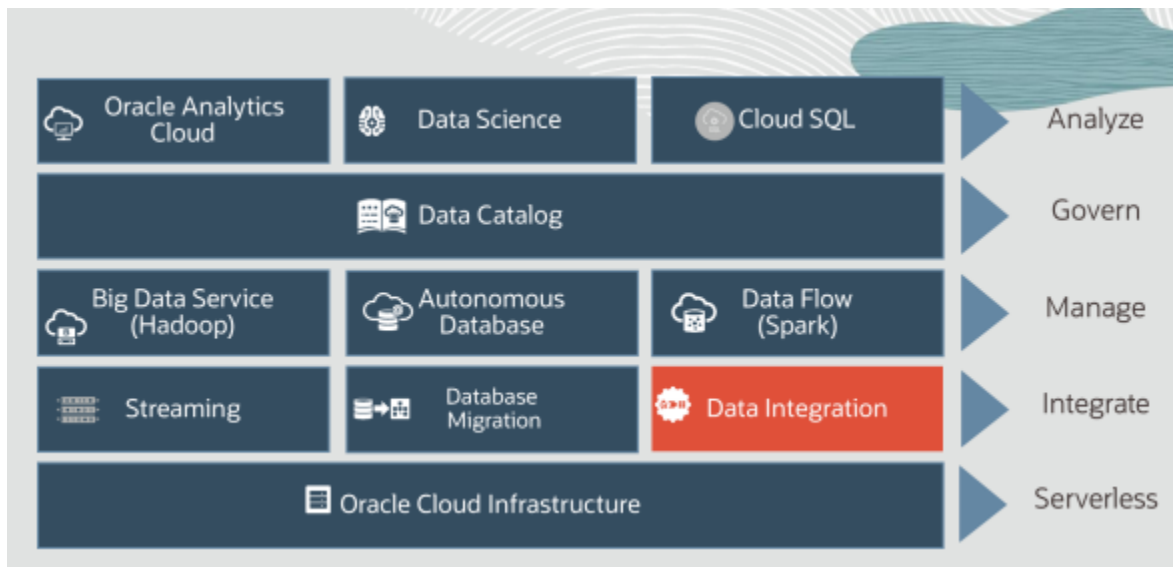 Oracle Analytics
Cloud
Data Science
Cloud SQL
Analyze
Data Catalog
Govern
Big Data Service
(Hadoop)
Autonomous
Database
Data Flow
(Spark)
Manage
Streaming
Database
Migration
Data Integration
Integrate
Oracle Cloud Infrastructure
Serverless